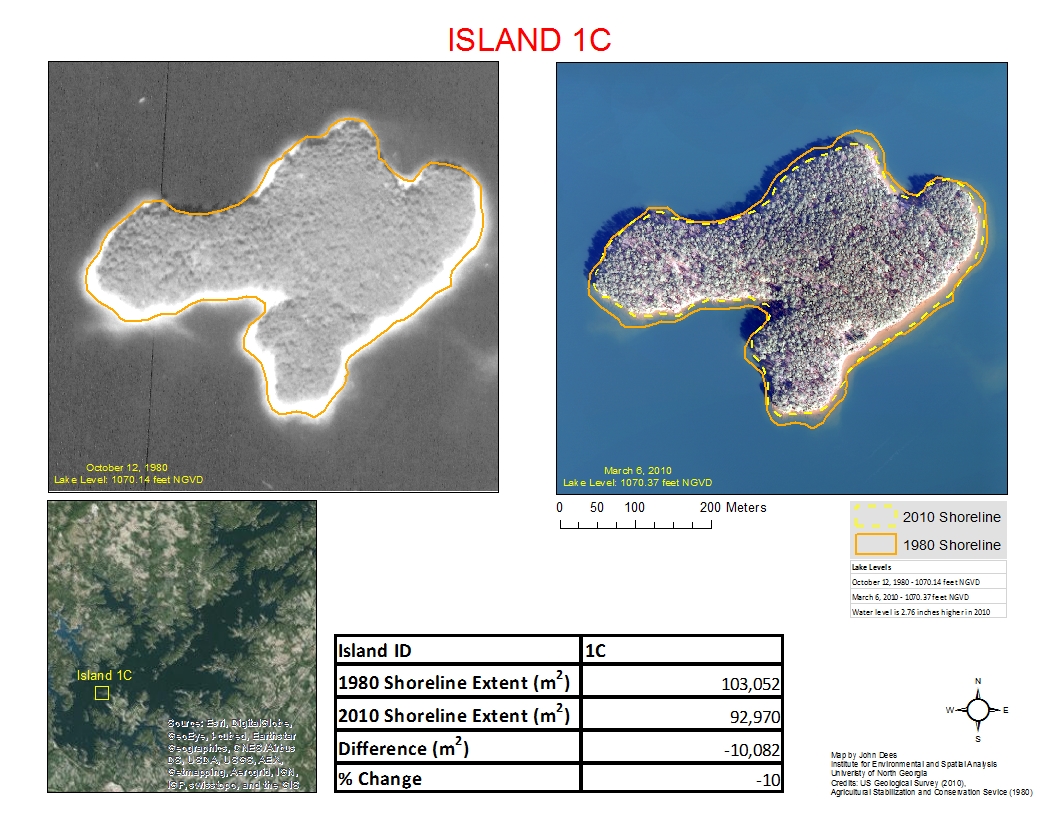 ISLAND 1C
October 12, 1980
Lake Level: 1070.14 feet NGVD
March 6, 2010
Lake Level: 1070.37 feet NGVD
0 50 100 200 Meters
2010 Shoreline
1980 Shoreline
Lake Levels
October 12, 1980 - 1070.14 feet NGVD
March 6, 2010 - 1070.37 feet NGVD
Water level is 2.76 inches higher in 2010
Island 1C
Source: Esri, DigitalGlobe,
GeoEye, i-cubed, Earthstar
Geographics, CNES/Airbus
DS, USDA, USGS, AEX,
Getmapping, Aerogrid, IGN,
IGP, swisstopo, and the GIS
Island ID 1C
1980 Shoreline Extent (m²) 103,052
2010 Shoreline Extent (m²) 92,970
Difference (m²) -10,082
% Change -10
N
W E
S
Map by John Dees
Institute for Environmental and Spatial Analysis
University of North Georgia
Credits: US Geological Survey (2010),
Agricultural Stabilization and Conservation Sevice (1980)